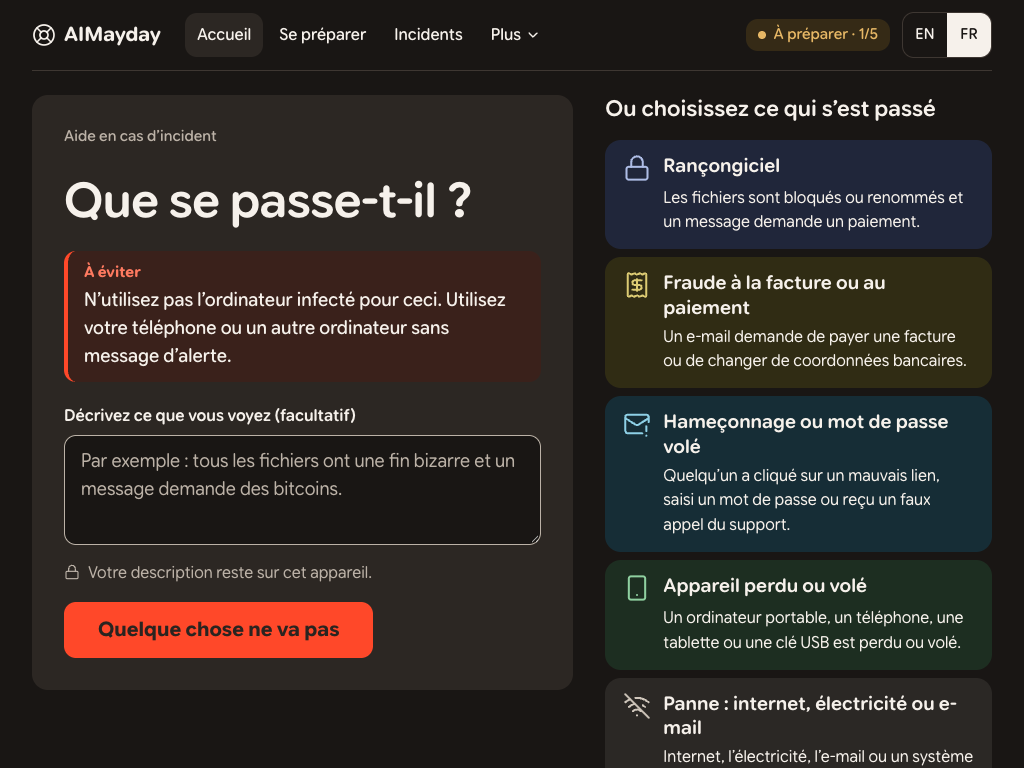 AIMayday
Accueil
Se préparer
Incidents
Plus
À préparer · 1/5
EN
FR
Aide en cas d’incident
Que se passe-t-il ?
À éviter
N’utilisez pas l’ordinateur infecté pour ceci. Utilisez
votre téléphone ou un autre ordinateur sans
message d’alerte.
Décrivez ce que vous voyez (facultatif)
Par exemple : tous les fichiers ont une fin bizarre et un
message demande des bitcoins.
Votre description reste sur cet appareil.
Quelque chose ne va pas
Ou choisissez ce qui s’est passé
Rançongiciel
Les fichiers sont bloqués ou renommés et
un message demande un paiement.
Fraude à la facture ou au
paiement
Un e-mail demande de payer une facture
ou de changer de coordonnées bancaires.
Hameçonnage ou mot de passe
volé
Quelqu’un a cliqué sur un mauvais lien,
saisi un mot de passe ou reçu un faux
appel du support.
Appareil perdu ou volé
Un ordinateur portable, un téléphone, une
tablette ou une clé USB est perdu ou volé.
Panne : internet, électricité ou e-
mail
Internet, l’électricité, l’e-mail ou un système